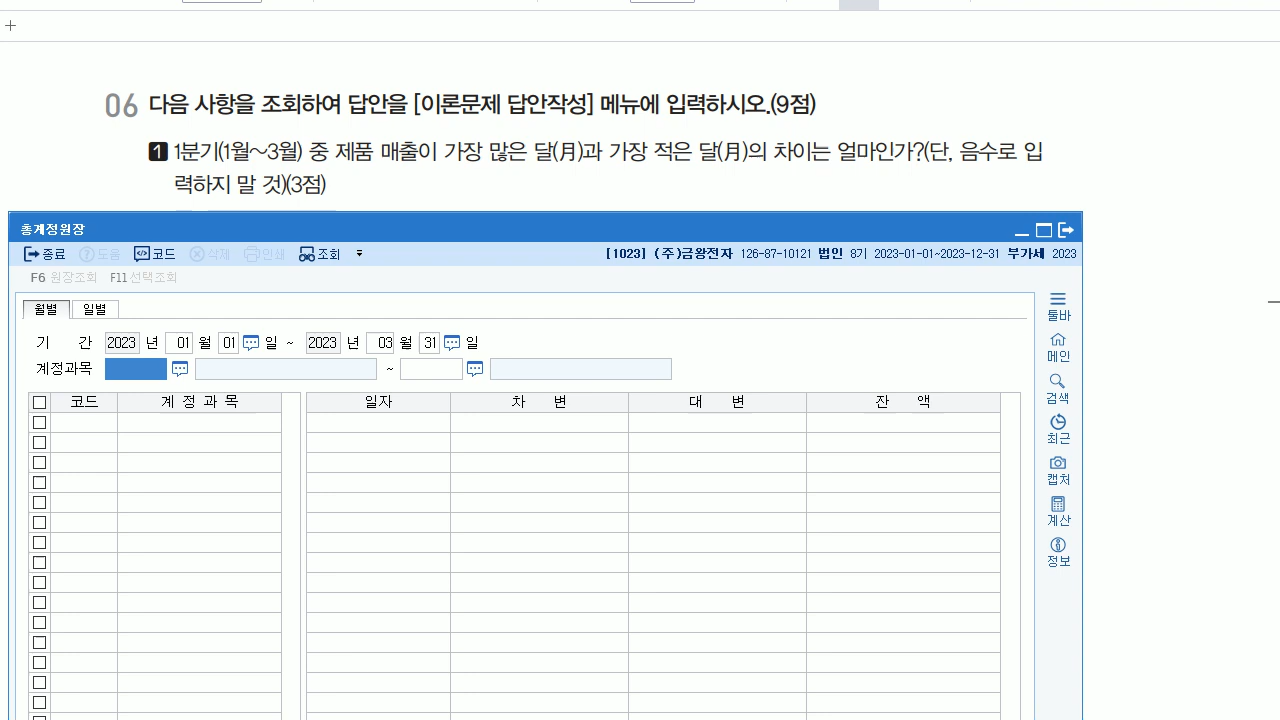 06 다음 사항을 조회하여 답안을 [이론문제 답안작성] 메뉴에 입력하시오.(9점)
1 1분기(1월~3월) 중 제품 매출이 가장 많은 달(月)과 가장 적은 달(月)의 차이는 얼마인가?(단, 음수로 입
력하지 말 것)(3점)
총계정원장
종료 도움 코드 삭제 인쇄 조회 [1023] (주)금왕전자 126-87-10121 법인 8기 2023-01-01~2023-12-31 부가세 2023
F6 원장조회 F11 선택조회
월별 일별
기 간 2023 년 01 월 01 일 ~ 2023 년 03 월 31 일
계정과목 ~
코드 계 정 과 목 일자 차 변 대 변 잔 액
툴바
메인
검색
최근
캡처
계산
정보